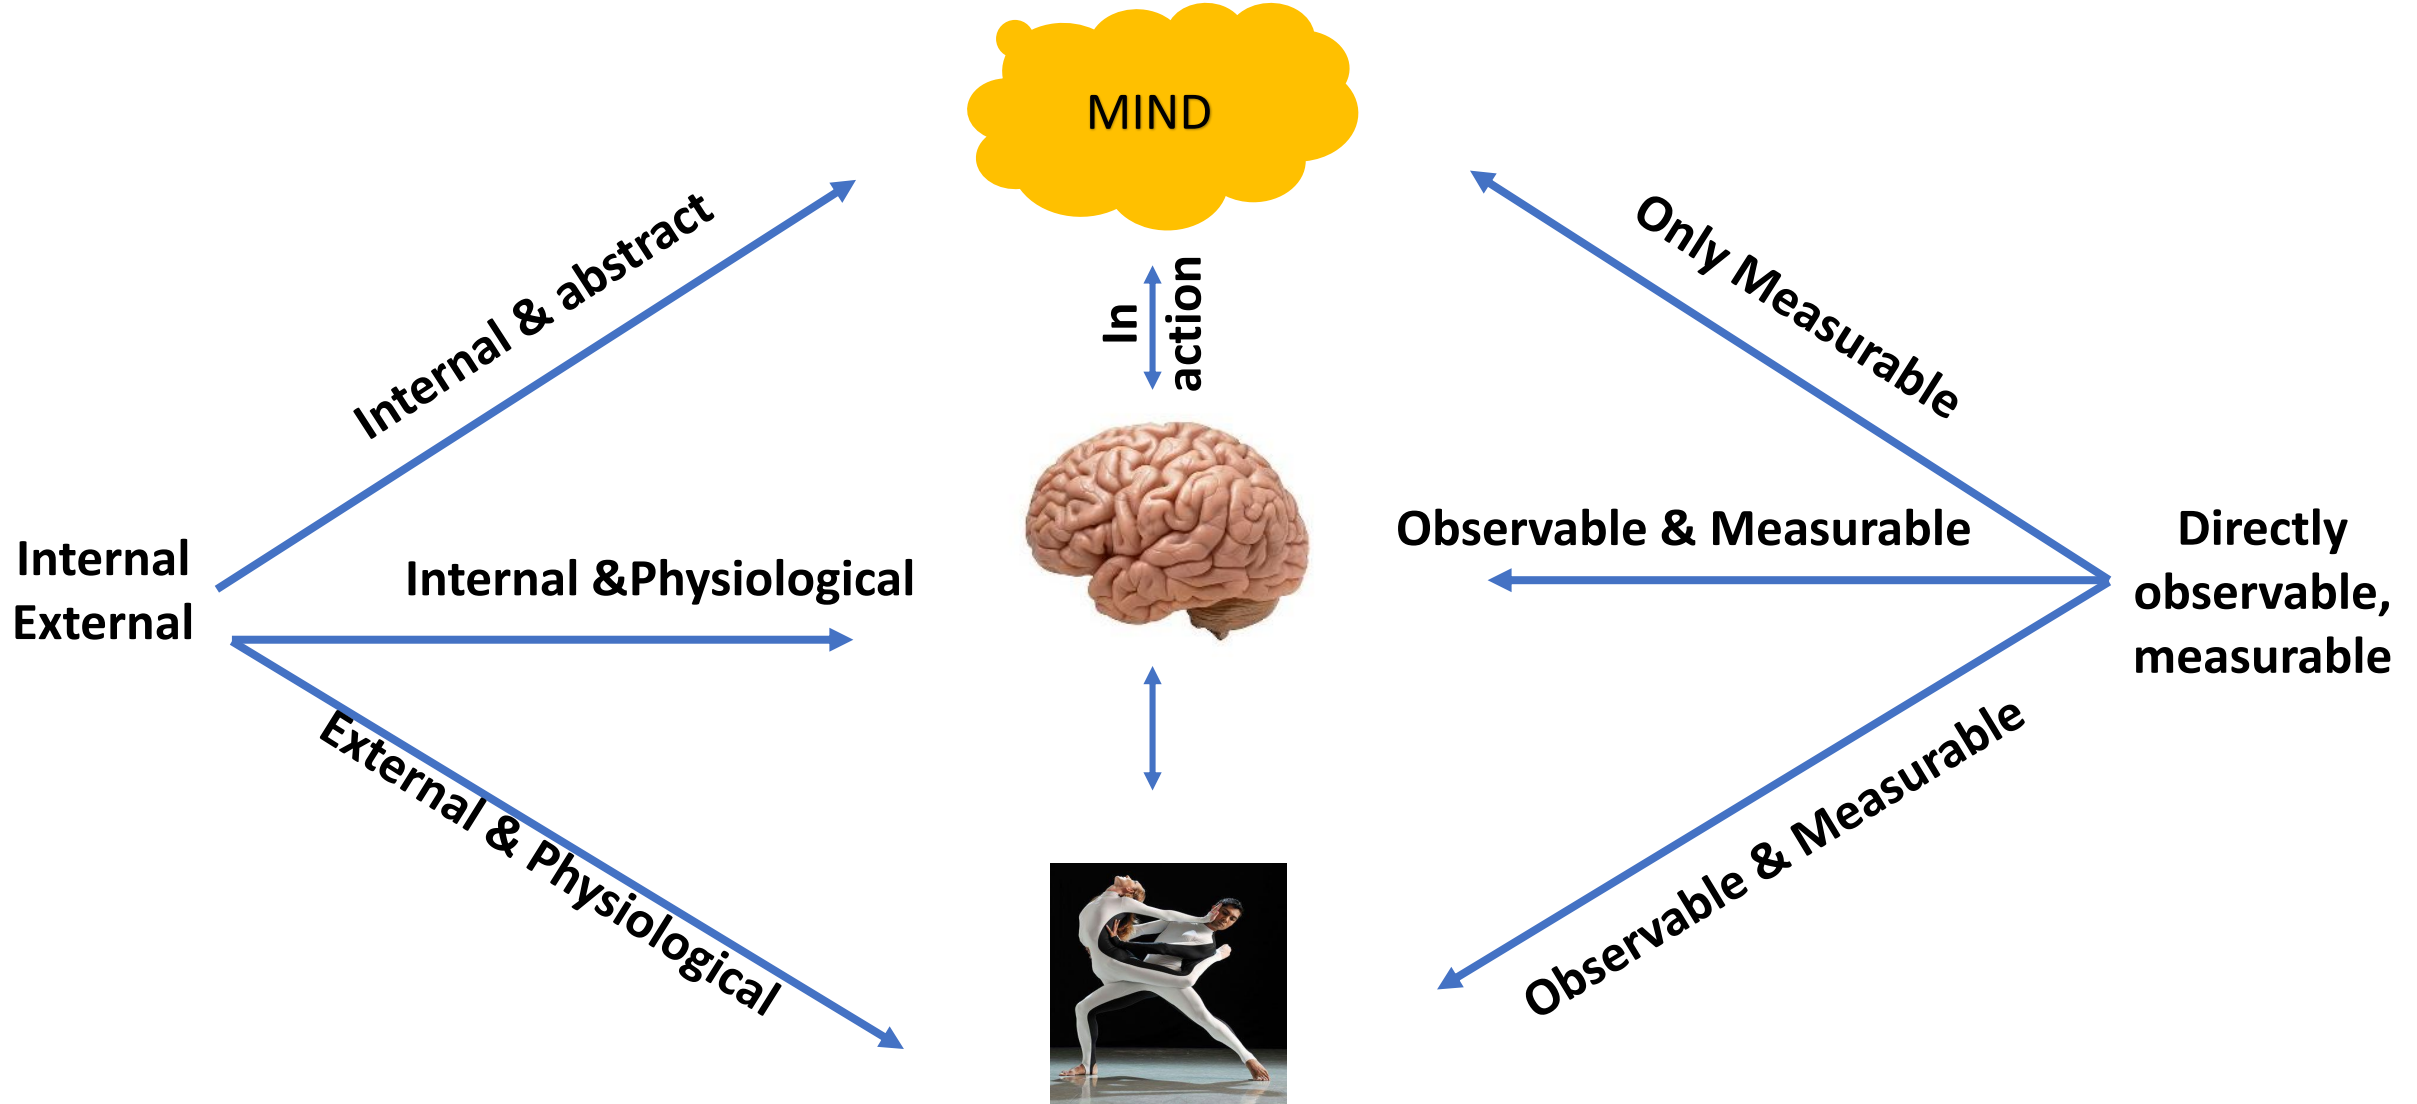 MIND
Internal & abstract
Only Measurable
In
action
Internal
External
Internal &Physiological
Observable & Measurable
Directly
observable,
measurable
External & Physiological
Observable & Measurable